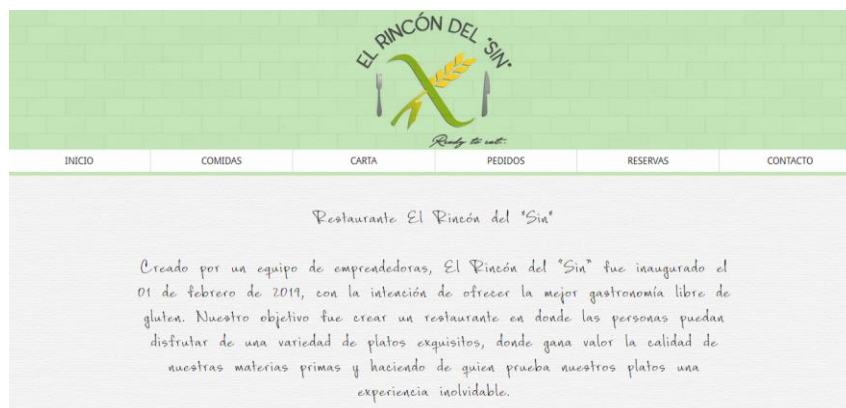 EL RINCÓN DEL "SIN"
Ready to eat.
INICIO COMIDAS CARTA PEDIDOS RESERVAS CONTACTO
Restaurante El Rincón del "Sin"
Creado por un equipo de emprendedoras, El Rincón del "Sin" fue inaugurado el
01 de febrero de 2019, con la intención de ofrecer la mejor gastronomía libre de
gluten. Nuestro objetivo fue crear un restaurante en donde las personas puedan
disfrutar de una variedad de platos exquisitos, donde gana valor la calidad de
nuestras materias primas y haciendo de quien prueba nuestros platos una
experiencia inolvidable.